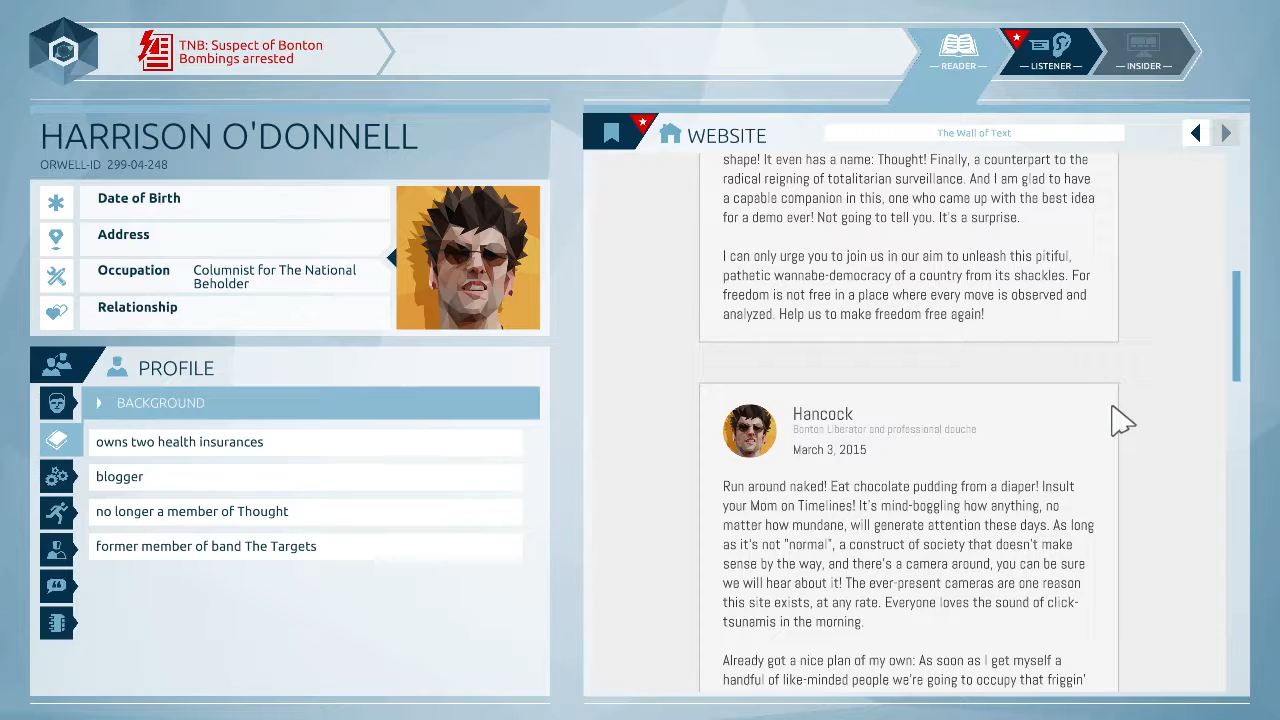 TNB: Suspect of Bonton
Bombings arrested
READER
LISTENER
INSIDER
HARRISON O'DONNELL
ORWELL-ID 299-04-248
Date of Birth
Address
Occupation Columnist for The National
Beholder
Relationship
PROFILE
BACKGROUND
owns two health insurances
blogger
no longer a member of Thought
former member of band The Targets
WEBSITE
The Wall of Text
shape! It even has a name: Thought! Finally, a counterpart to the
radical reigning of totalitarian surveillance. And I am glad to have
a capable companion in this, one who came up with the best idea
for a demo ever! Not going to tell you. It's a surprise.
I can only urge you to join us in our aim to unleash this pitiful,
pathetic wannabe-democracy of a country from its shackles. For
freedom is not free in a place where every move is observed and
analyzed. Help us to make freedom free again!
Hancock
Bonton Liberator and professional douche
March 3, 2015
Run around naked! Eat chocolate pudding from a diaper! Insult
your Mom on Timelines! It's mind-boggling how anything, no
matter how mundane, will generate attention these days. As long
as it's not "normal", a construct of society that doesn't make
sense by the way, and there's a camera around, you can be sure
we will hear about it! The ever-present cameras are one reason
this site exists, at any rate. Everyone loves the sound of click-
tsunamis in the morning.
Already got a nice plan of my own: As soon as I get myself a
handful of like-minded people we're going to occupy that friggin'